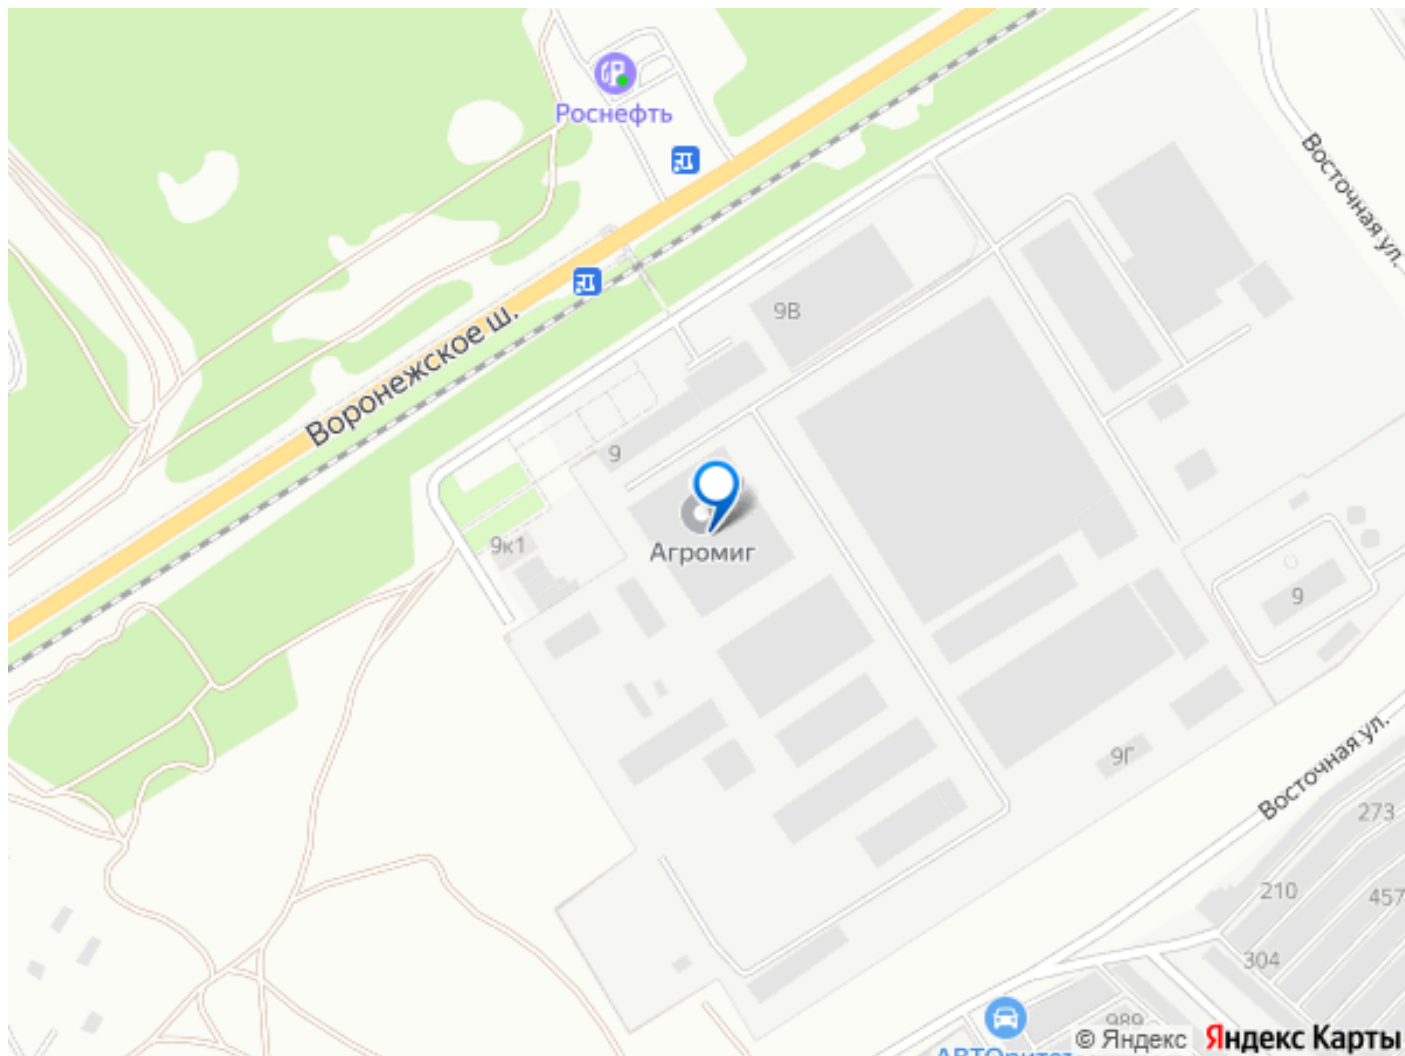 Роснефть
Восточная ул.
Воронежское ш.
9В
9
9к1
Агромиг
9
9Г
Восточная ул.
273
210
457
304
989
© Яндекс
Яндекс Карты